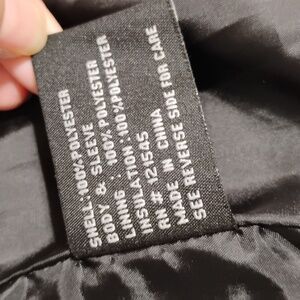 SHELL:100%POLYESTER
BODY & SLEEVE
LINING : 100%POLYESTER
INSULATION:100%POLYESTER
RN # 121545
MADE IN CHINA
SEE REVERSE SIDE FOR CARE